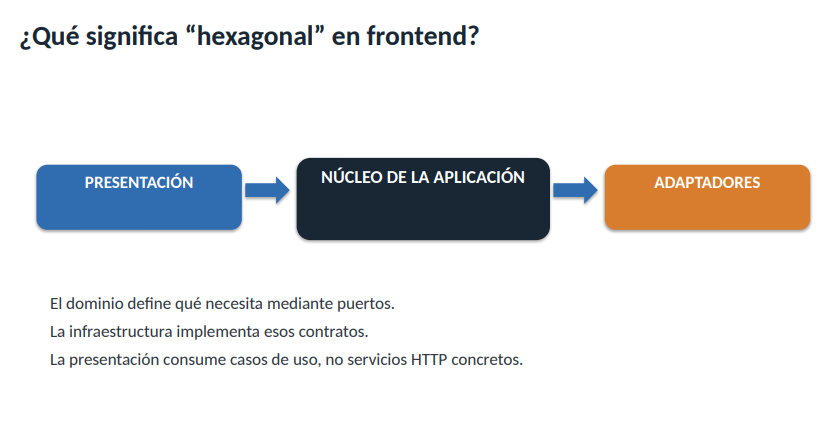 ¿Qué significa “hexagonal” en frontend?
PRESENTACIÓN
NÚCLEO DE LA APLICACIÓN
ADAPTADORES
El dominio define qué necesita mediante puertos.
La infraestructura implementa esos contratos.
La presentación consume casos de uso, no servicios HTTP concretos.